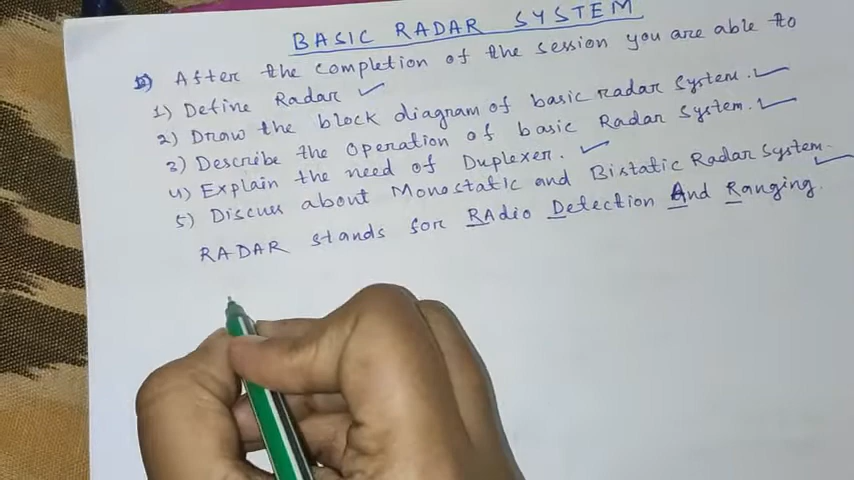 BASIC RADAR SYSTEM
After the completion of the session you are able to
1) Define Radar ✓
2) Draw the block diagram of basic radar system. ✓
3) Describe the operation of basic Radar system. ✓
4) Explain the need of Duplexer. ✓
5) Discuss about Monostatic and Bistatic Radar System. ✓
RADAR stands for RAdio Detection And Ranging.